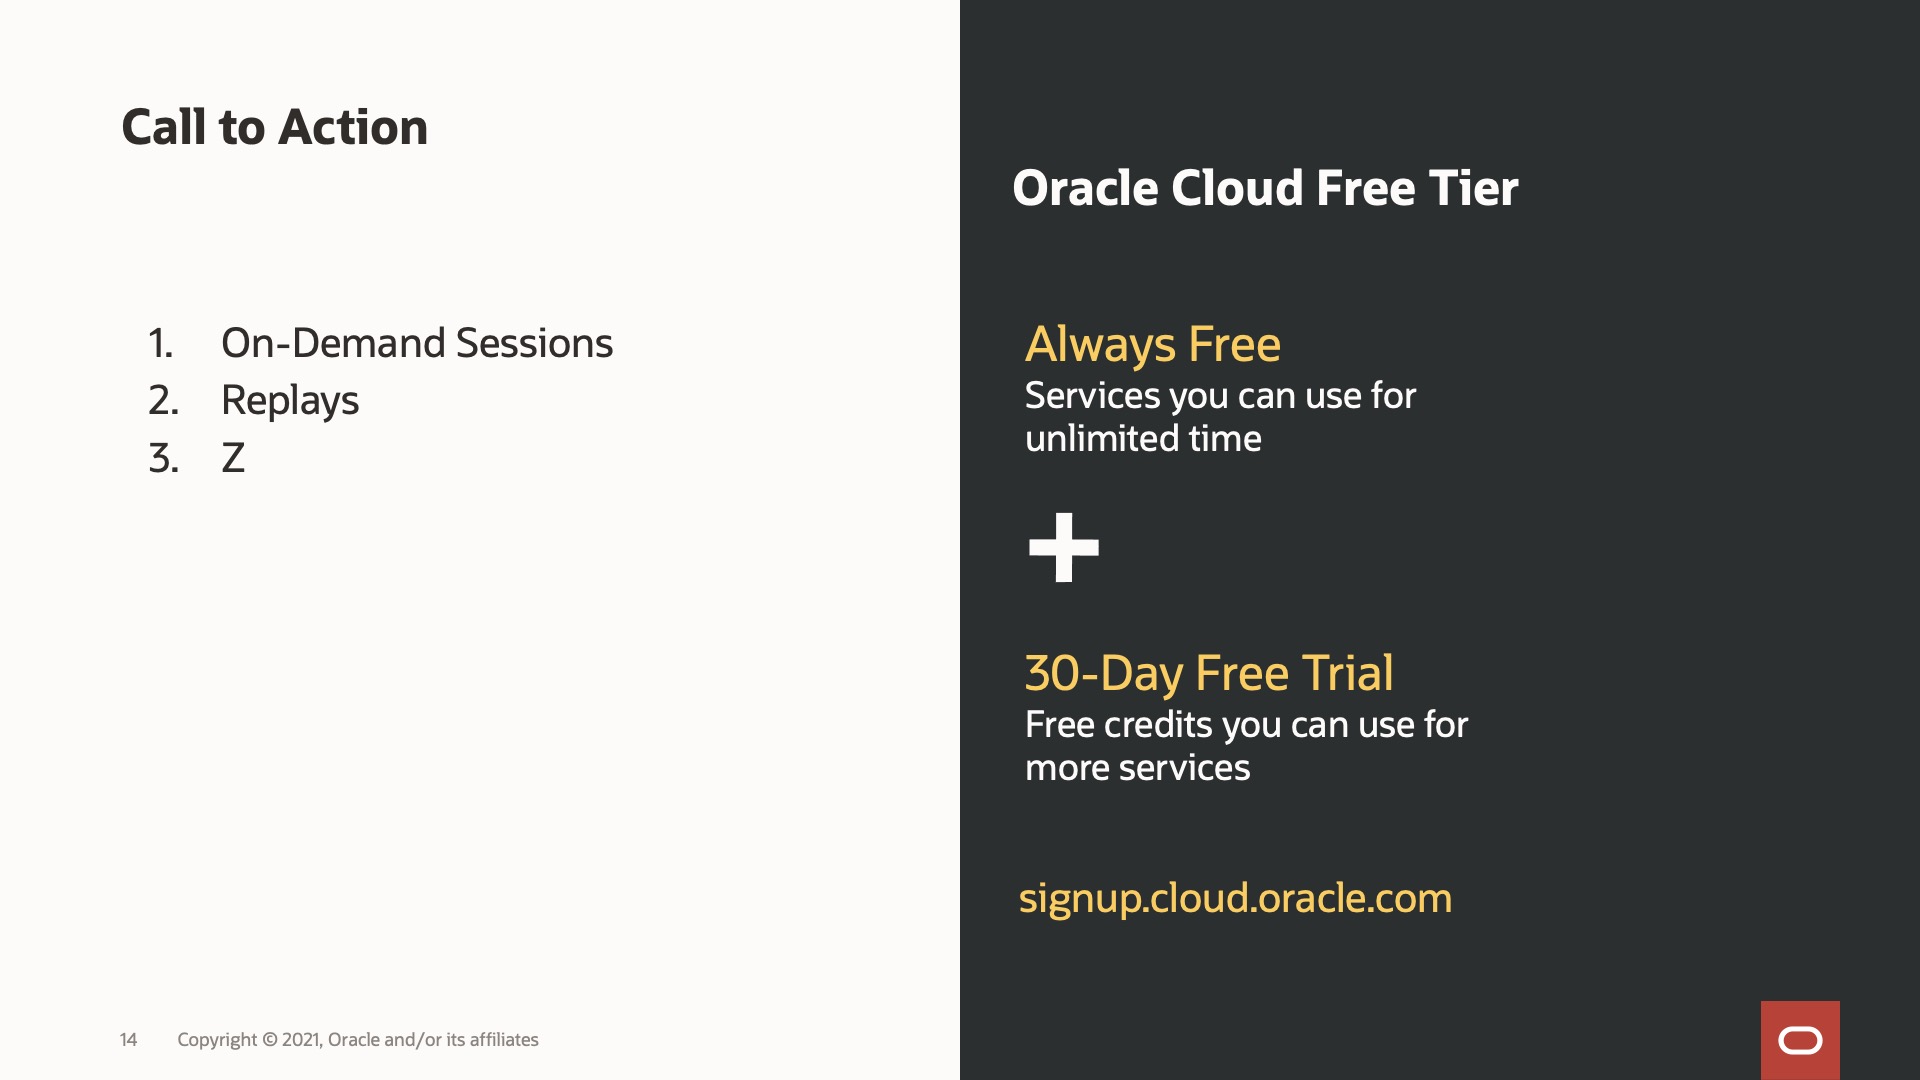 Call to Action
1. On-Demand Sessions
2. Replays
3. Z
Oracle Cloud Free Tier
Always Free
Services you can use for
unlimited time
+
30-Day Free Trial
Free credits you can use for
more services
signup.cloud.oracle.com
14 Copyright © 2021, Oracle and/or its affiliates